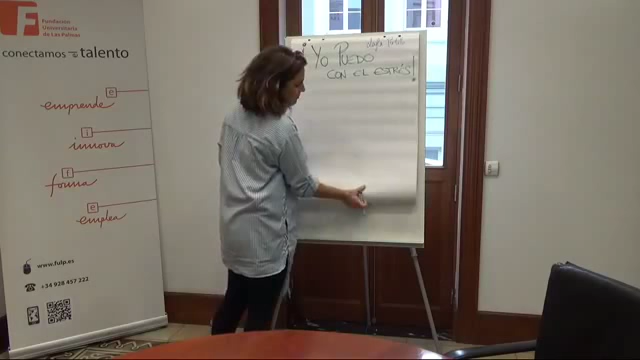 Fundación
Universitaria
de Las Palmas
conectamos talento
e
emprende
i
innova
f
forma
e
emplea
www.fulp.es
+34 928 457 222
¡YO PUEDO
CON EL ESTRÉS!